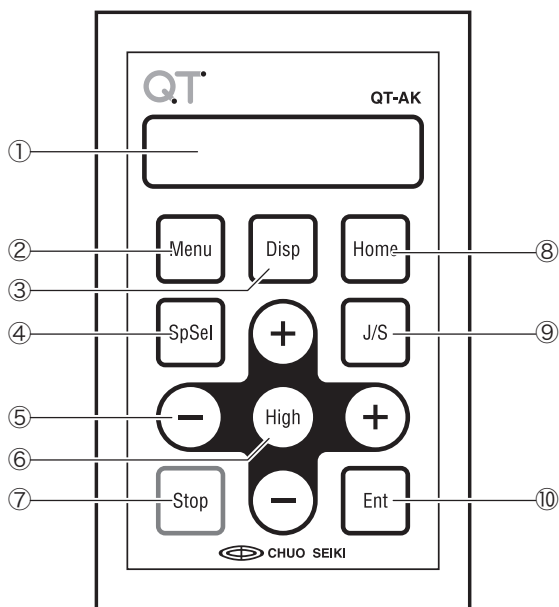 QT
QT-AK
①
② Menu Disp Home ⑧
③
④ SpSel + J/S ⑨
⑤ − High +
⑥
⑦ Stop − Ent ⑩
CHUO SEIKI